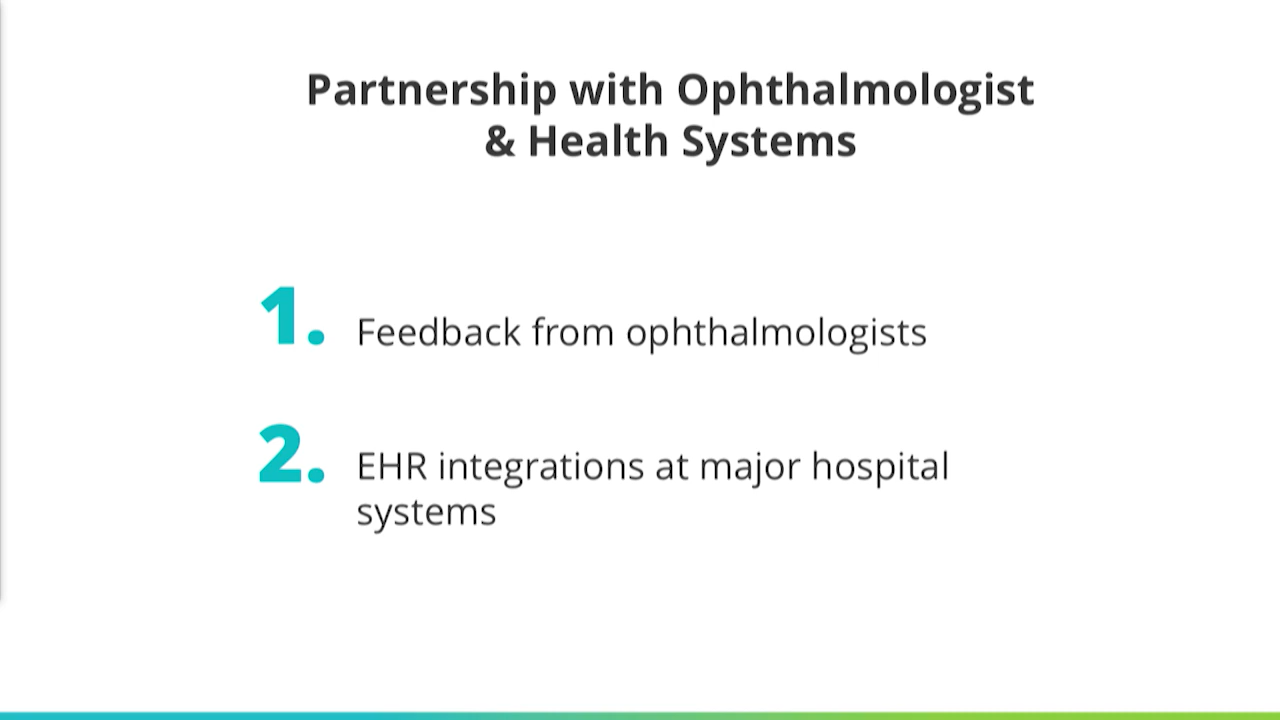 Partnership with Ophthalmologist
& Health Systems
1. Feedback from ophthalmologists
2. EHR integrations at major hospital
systems